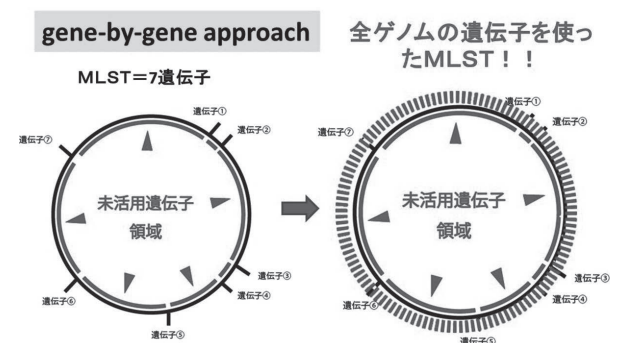 gene-by-gene approach
MLST=7遺伝子
遺伝子①
遺伝子②
遺伝子⑦
未活用遺伝子
領域
遺伝子③
遺伝子④
遺伝子⑥
遺伝子⑤
全ゲノムの遺伝子を使っ
たMLST!!
遺伝子①
遺伝子②
遺伝子⑦
未活用遺伝子
領域
遺伝子③
遺伝子④
遺伝子⑥
遺伝子⑤